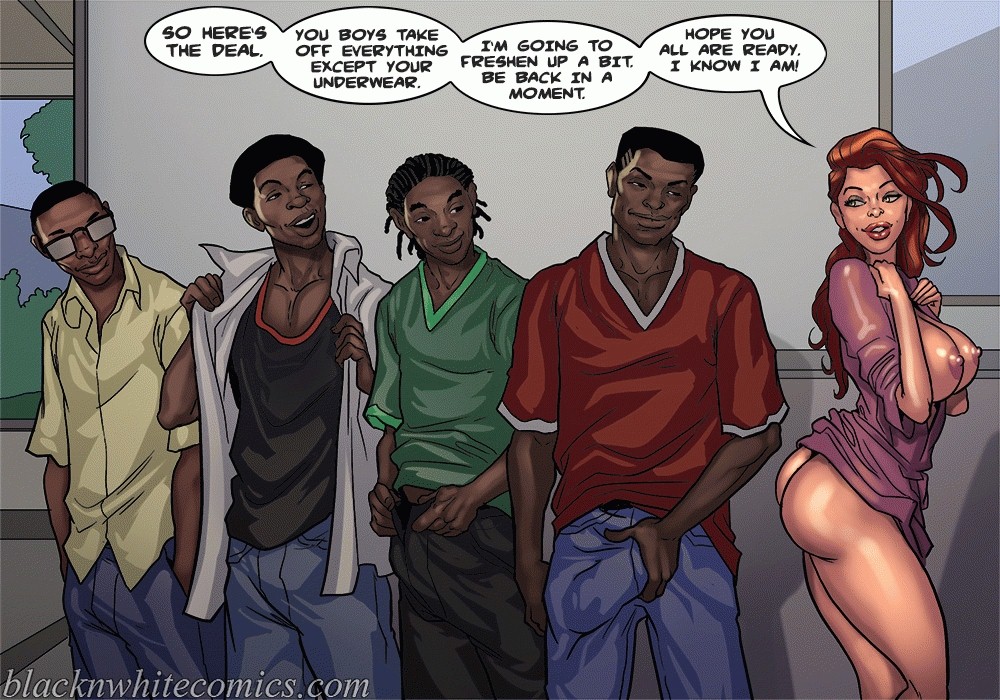 SO HERE'S
THE DEAL.
YOU BOYS TAKE
OFF EVERYTHING
EXCEPT YOUR
UNDERWEAR.
I'M GOING TO
FRESHEN UP A BIT.
BE BACK IN A
MOMENT.
HOPE YOU
ALL ARE READY.
I KNOW I AM!
blacknwhitecomics.com